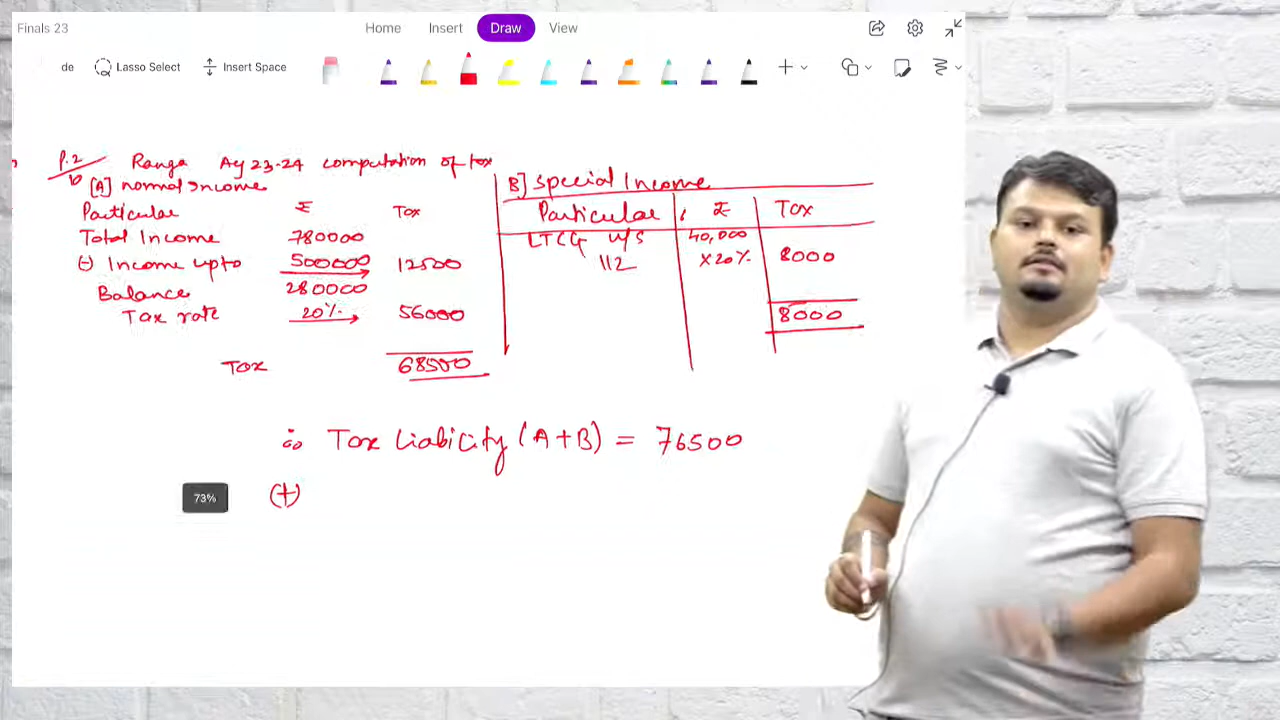 Finals 23
Home Insert Draw View
de Lasso Select Insert Space
P.2/10 Range Ay 23-24 computation of tax
[A] normal Income
Particular ₹ Tax
Total Income 780000
(-) Income upto 500000 12500
Balance 280000
Tax rate 20% 56000
Tax 68500
B] Special Income
Particular ₹ Tax
LTCG u/s 40,000
112 x20% 8000
8000
∴ Tax Liability (A+B) = 76500
73% (+)